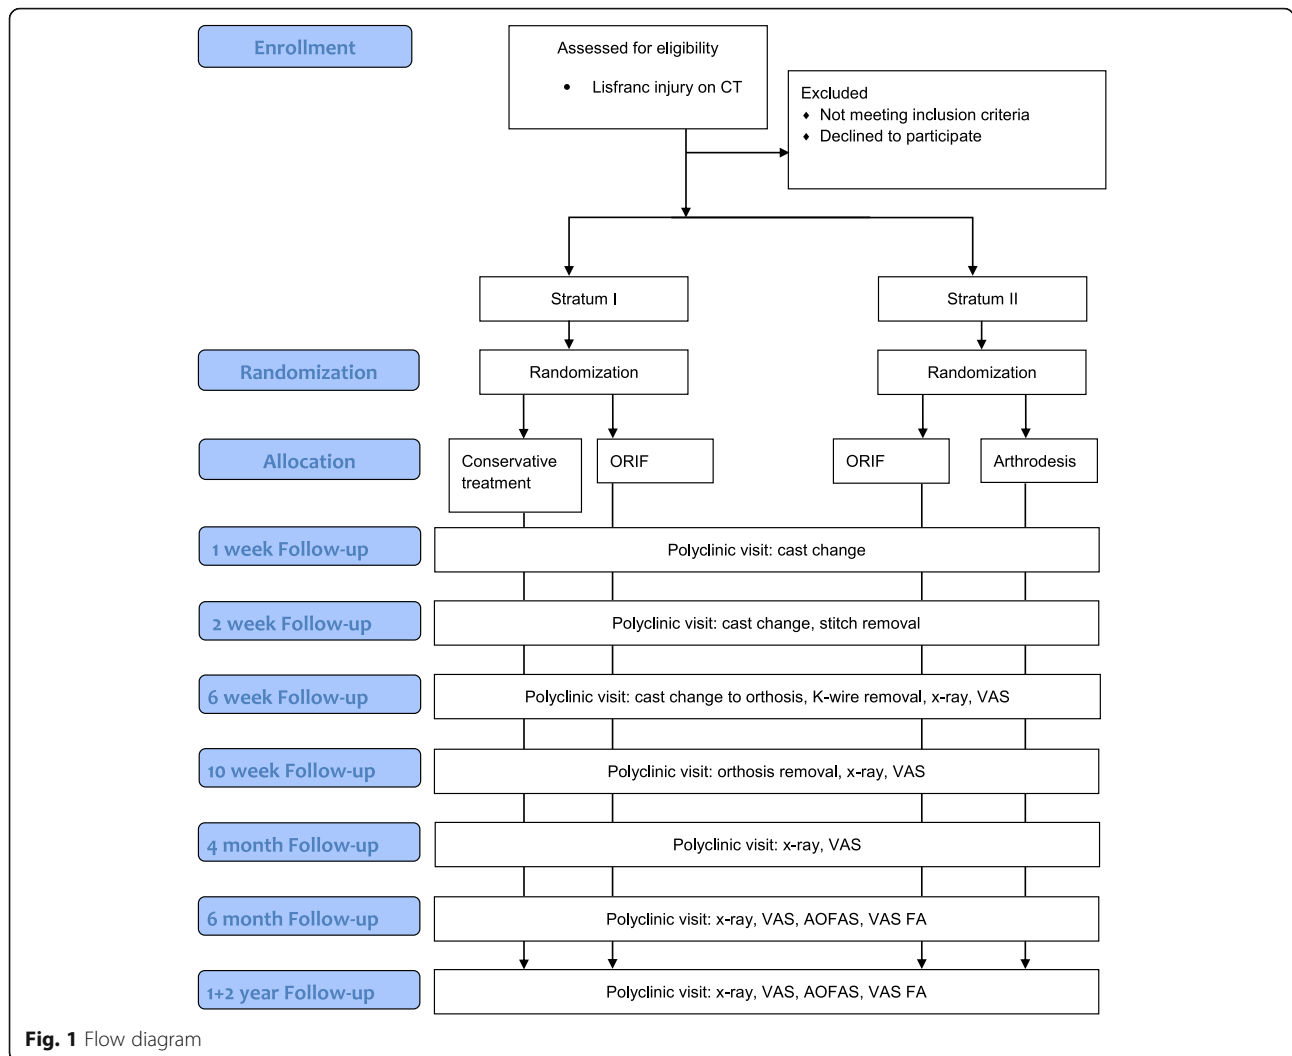 Enrollment
Assessed for eligibility
• Lisfranc injury on CT
Excluded
♦ Not meeting inclusion criteria
♦ Declined to participate
Stratum I
Stratum II
Randomization
Randomization
Randomization
Allocation
Conservative
treatment
ORIF
ORIF
Arthrodesis
1 week Follow-up
Polyclinic visit: cast change
2 week Follow-up
Polyclinic visit: cast change, stitch removal
6 week Follow-up
Polyclinic visit: cast change to orthosis, K-wire removal, x-ray, VAS
10 week Follow-up
Polyclinic visit: orthosis removal, x-ray, VAS
4 month Follow-up
Polyclinic visit: x-ray, VAS
6 month Follow-up
Polyclinic visit: x-ray, VAS, AOFAS, VAS FA
1+2 year Follow-up
Polyclinic visit: x-ray, VAS, AOFAS, VAS FA
Fig. 1 Flow diagram